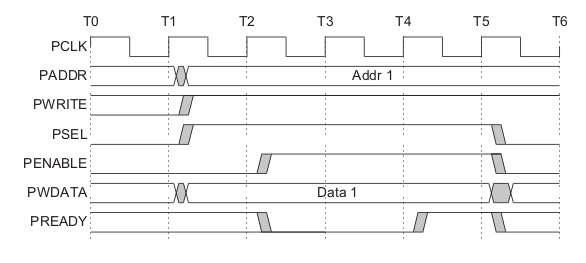 T0 T1 T2 T3 T4 T5 T6
PCLK
PADDR Addr 1
PWRITE
PSEL
PENABLE
PWDATA Data 1
PREADY